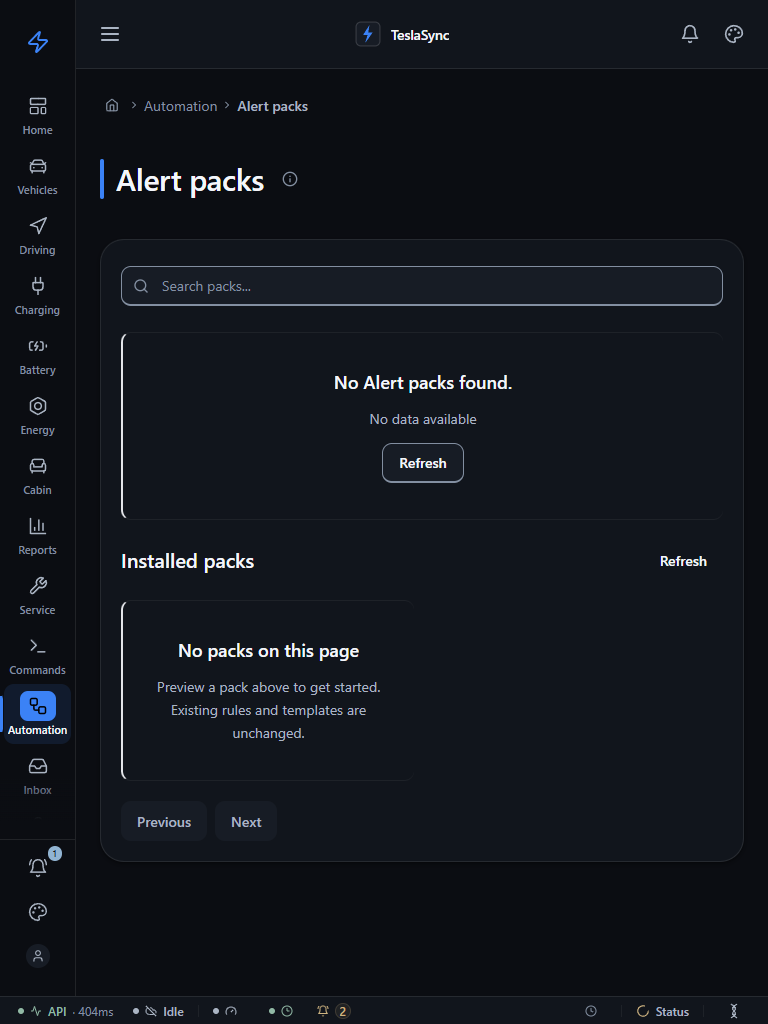 TeslaSync
Home
Vehicles
Driving
Charging
Battery
Energy
Cabin
Reports
Service
Commands
Automation
Inbox
1
Automation
Alert packs
Alert packs
Search packs...
No Alert packs found.
No data available
Refresh
Installed packs
Refresh
No packs on this page
Preview a pack above to get started.
Existing rules and templates are
unchanged.
Previous
Next
API · 404ms
Idle
2
Status